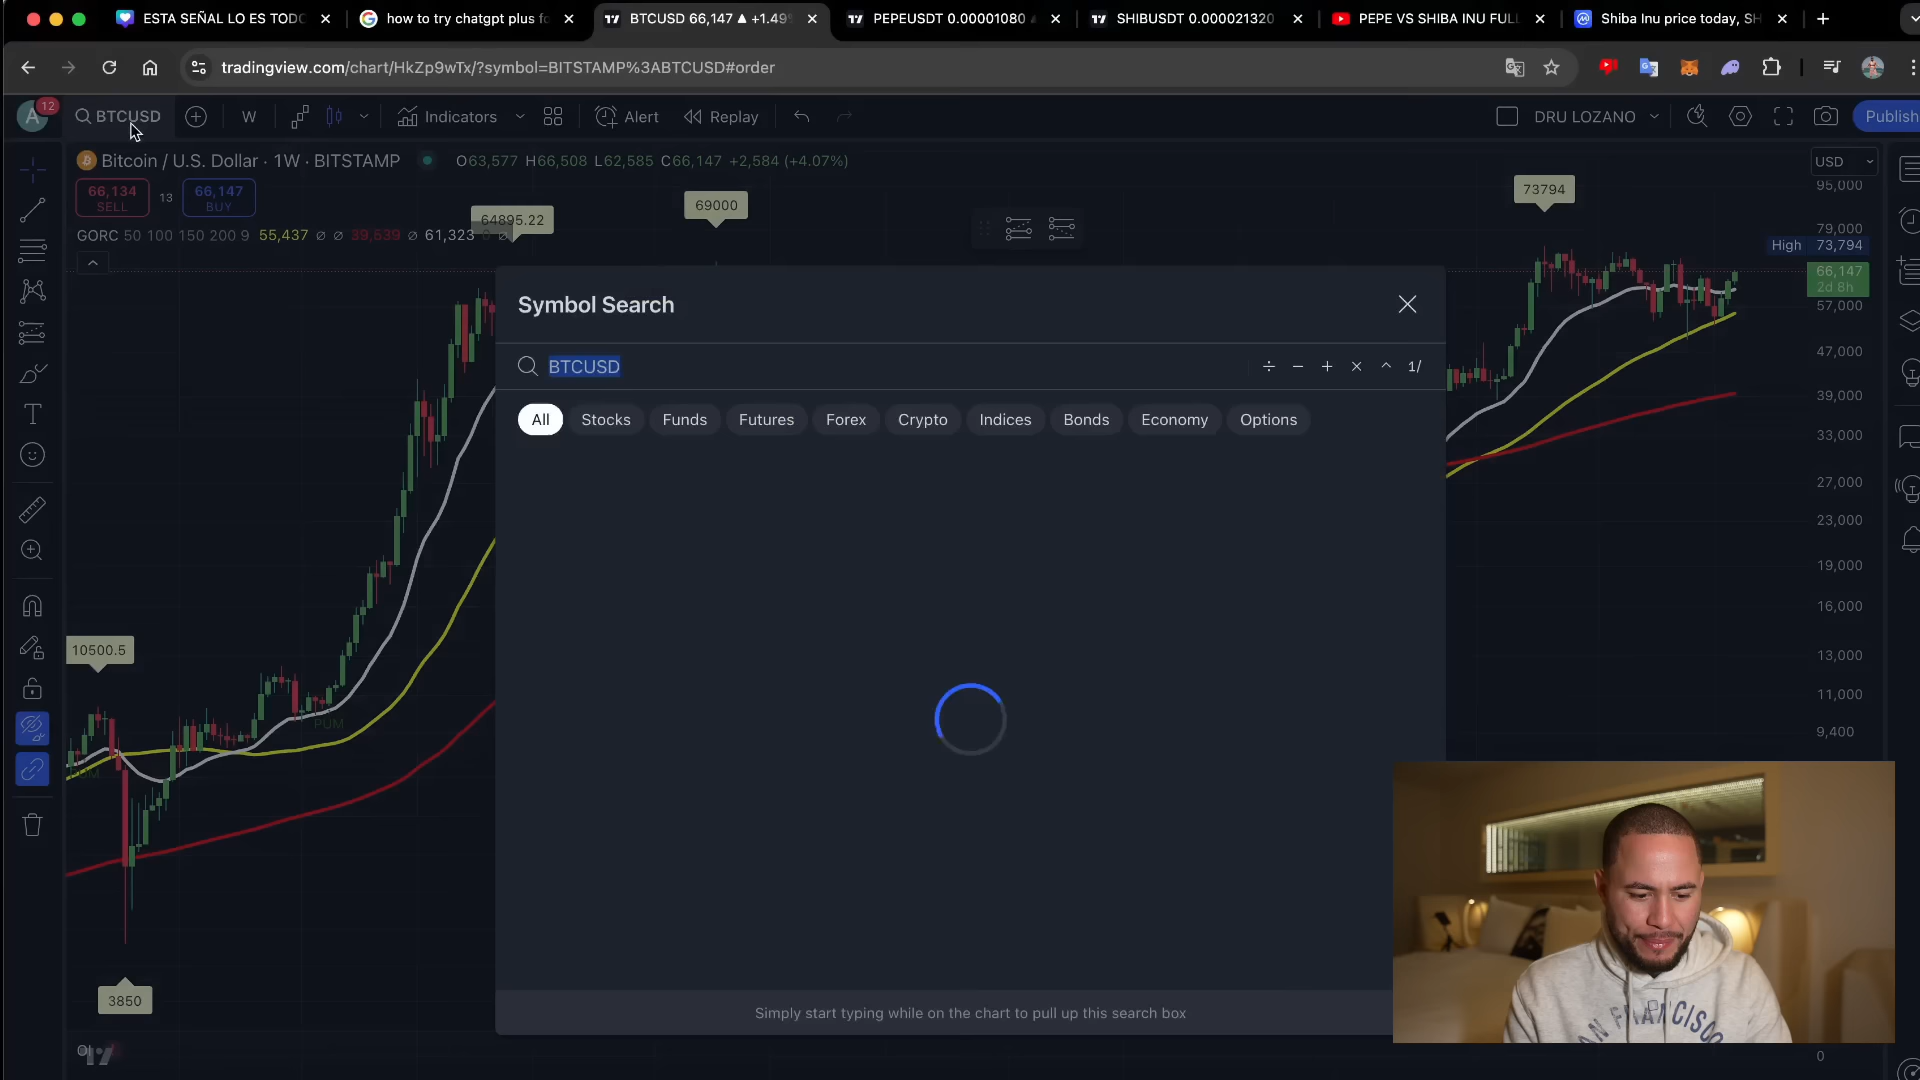 ESTA SEÑAL LO ES TODO
how to try chatgpt plus fo
BTCUSD 66,147 ▲ +1.49%
PEPEUSDT 0.00001080
SHIBUSDT 0.000021320
PEPE VS SHIBA INU FULL
Shiba Inu price today, SH
tradingview.com/chart/HkZp9wTx/?symbol=BITSTAMP%3ABTCUSD#order
A 12
BTCUSD
W
Indicators
Alert
Replay
DRU LOZANO
Publish
Bitcoin / U.S. Dollar · 1W · BITSTAMP
O63,577 H66,508 L62,585 C66,147 +2,584 (+4.07%)
USD
66,134
SELL
13
66,147
BUY
GORC 50 100 150 200 9 55,437 ∅ ∅ 39,539 ∅ 61,323 0 ∅
64895.22
69000
73794
95,000
79,000
High 73,794
66,147
2d 8h
57,000
47,000
39,000
33,000
27,000
23,000
19,000
16,000
13,000
11,000
9,400
0
Symbol Search
BTCUSD
÷ − + × ^ 1/
All
Stocks
Funds
Futures
Forex
Crypto
Indices
Bonds
Economy
Options
Simply start typing while on the chart to pull up this search box
10500.5
PUM
PUM
3850
SAN FRANCISCO